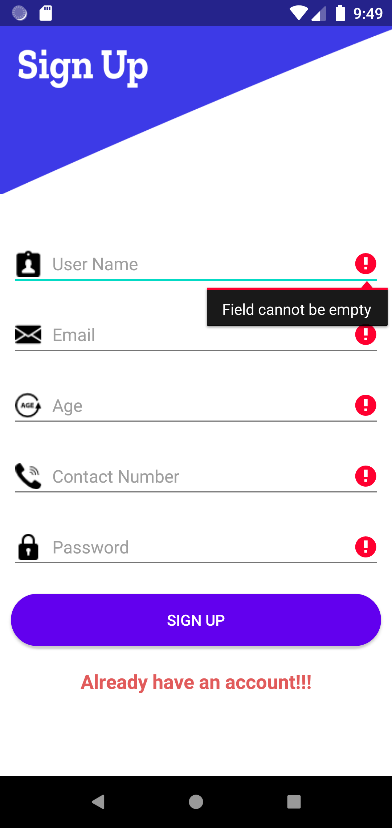 9:49
Sign Up
User Name
Field cannot be empty
Email
AGE
Age
Contact Number
Password
SIGN UP
Already have an account!!!